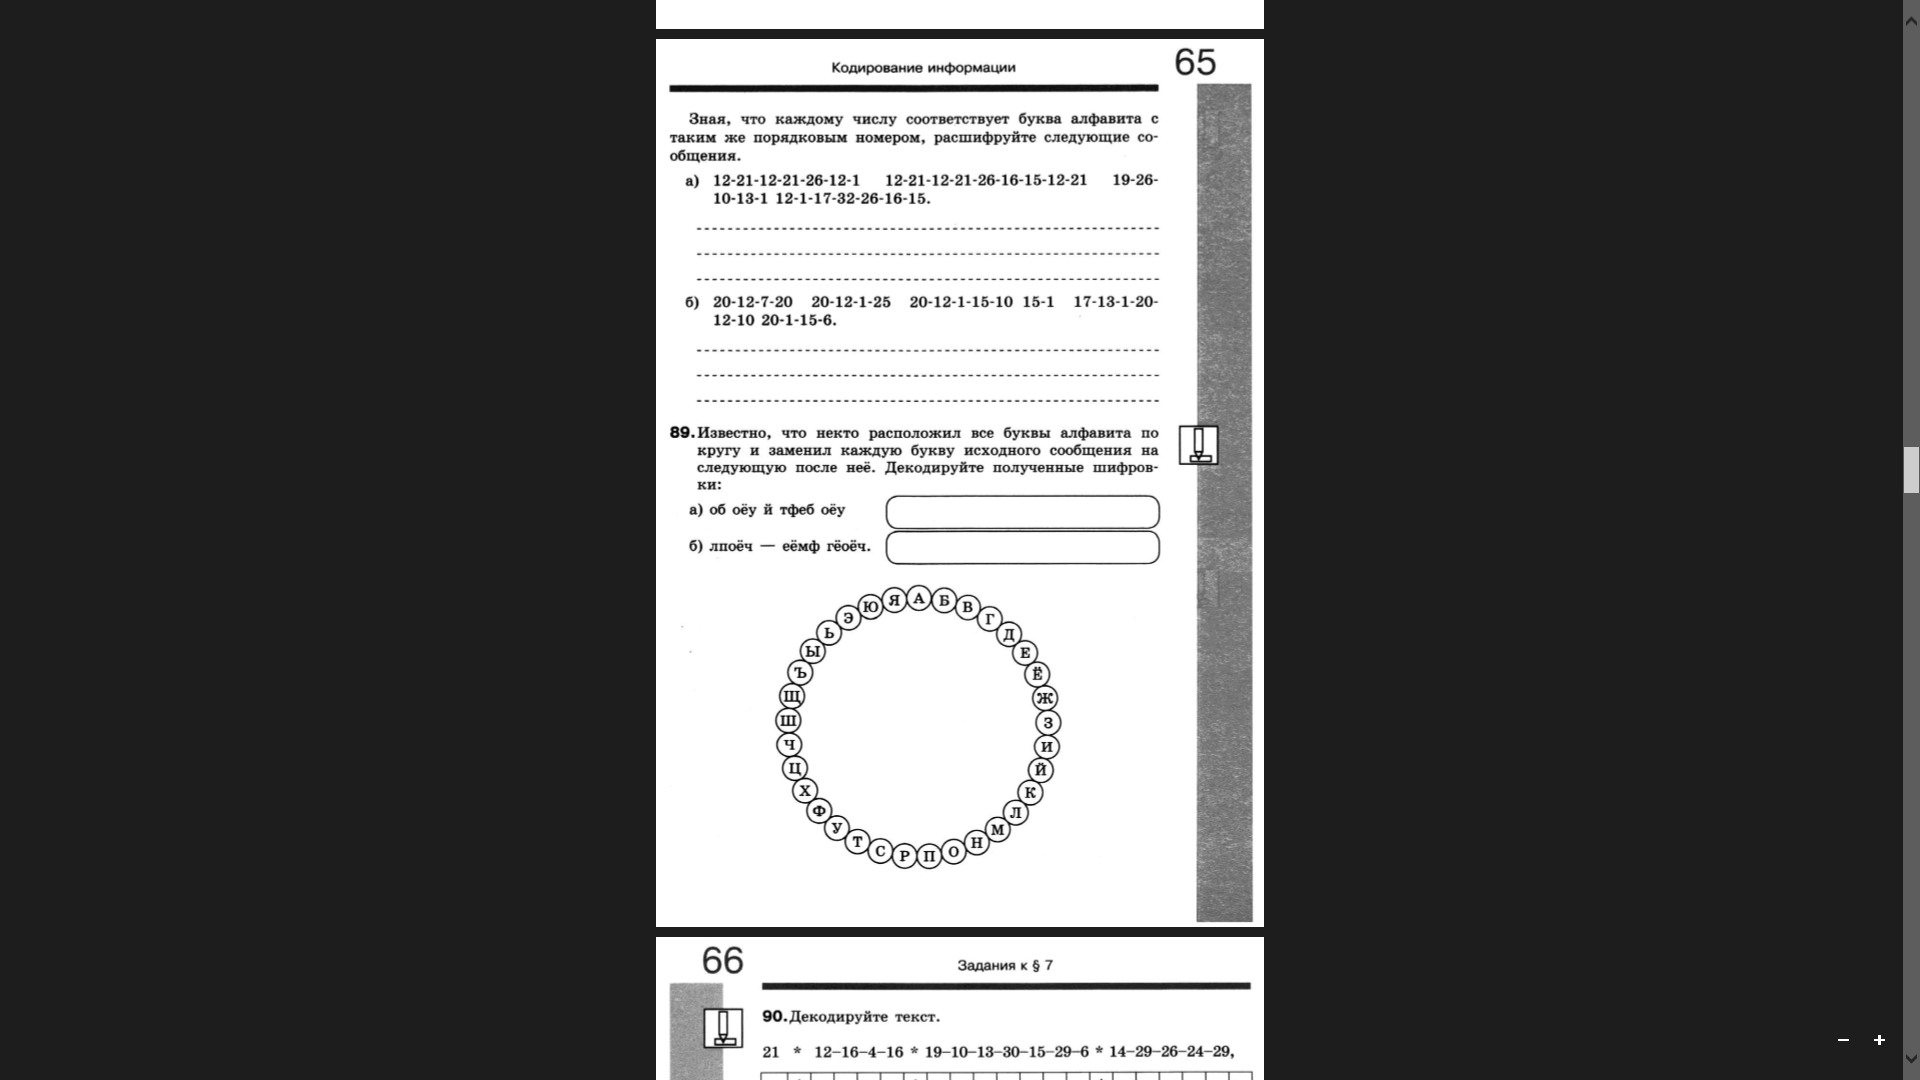 Кодирование информации
65
Зная, что каждому числу соответствует буква алфавита с
таким же порядковым номером, расшифруйте следующие со-
общения.
а) 12-21-12-21-26-12-1 12-21-12-21-26-16-15-12-21 19-26-
10-13-1 12-1-17-32-26-16-15.
б) 20-12-7-20 20-12-1-25 20-12-1-15-10 15-1 17-13-1-20-
12-10 20-1-15-6.
89. Известно, что некто расположил все буквы алфавита по
кругу и заменил каждую букву исходного сообщения на
следующую после неё. Декодируйте полученные шифров-
ки:
а) об оёу й тфеб оёу
б) лпоёч — еёмф гёоёч.
А Б В Г Д Е Ё Ж З И Й К Л М Н О П Р С Т У Ф Х Ц Ч Ш Щ Ъ Ы Ь Э Ю Я
66
Задания к § 7
90. Декодируйте текст.
21 * 12–16–4–16 * 19–10–13–30–15–29–6 * 14–29–26–24–29,